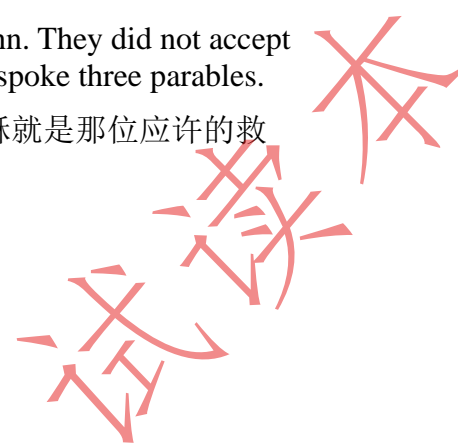 nn. They did not accept
spoke three parables.
稣就是那位应许的救
试读本